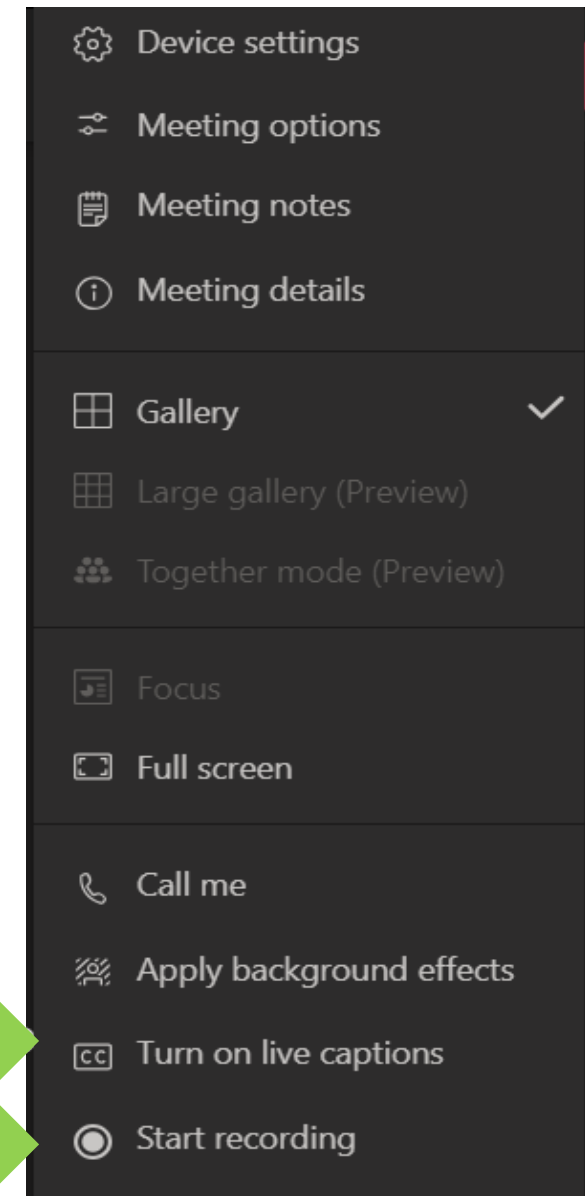 Device settings
Meeting options
Meeting notes
Meeting details
Gallery
Large gallery (Preview)
Together mode (Preview)
Focus
Full screen
Call me
Apply background effects
CC Turn on live captions
Start recording